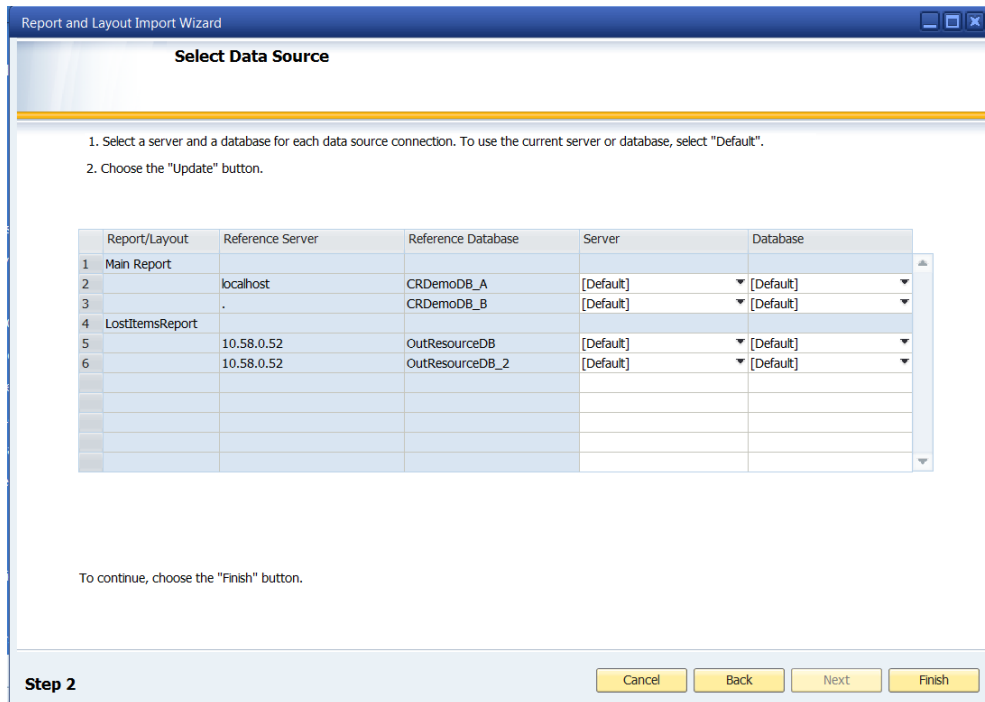 Report and Layout Import Wizard
Select Data Source
1. Select a server and a database for each data source connection. To use the current server or database, select "Default".
2. Choose the "Update" button.
Report/Layout Reference Server Reference Database Server Database
1 Main Report
2 localhost CRDemoDB_A [Default] [Default]
3 . CRDemoDB_B [Default] [Default]
4 LostItemsReport
5 10.58.0.52 OutResourceDB [Default] [Default]
6 10.58.0.52 OutResourceDB_2 [Default] [Default]
To continue, choose the "Finish" button.
Step 2 Cancel Back Next Finish